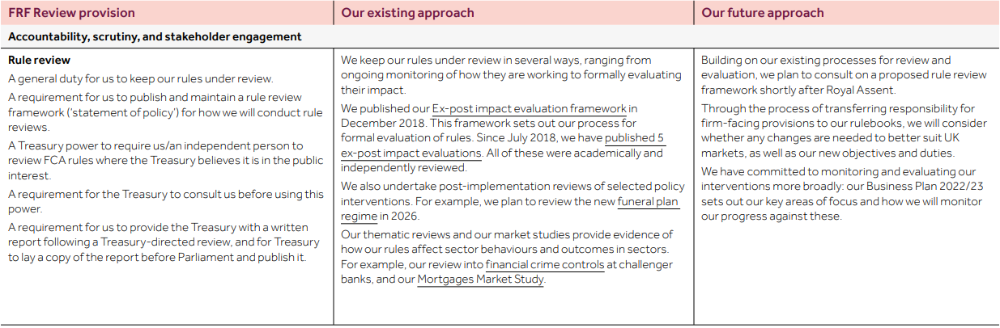 FRF Review provision
Our existing approach
Our future approach
Accountability, scrutiny, and stakeholder engagement
Rule review
A general duty for us to keep our rules under review.
A requirement for us to publish and maintain a rule review
framework (‘statement of policy’) for how we will conduct rule
reviews.
A Treasury power to require us/an independent person to
review FCA rules where the Treasury believes it is in the public
interest.
A requirement for the Treasury to consult us before using this
power.
A requirement for us to provide the Treasury with a written
report following a Treasury-directed review, and for Treasury
to lay a copy of the report before Parliament and publish it.
We keep our rules under review in several ways, ranging from
ongoing monitoring of how they are working to formally evaluating
their impact.
We published our Ex-post impact evaluation framework in
December 2018. This framework sets out our process for
formal evaluation of rules. Since July 2018, we have published 5
ex-post impact evaluations. All of these were academically and
independently reviewed.
We also undertake post-implementation reviews of selected policy
interventions. For example, we plan to review the new funeral plan
regime in 2026.
Our thematic reviews and our market studies provide evidence of
how our rules affect sector behaviours and outcomes in sectors.
For example, our review into financial crime controls at challenger
banks, and our Mortgages Market Study.
Building on our existing processes for review and
evaluation, we plan to consult on a proposed rule review
framework shortly after Royal Assent.
Through the process of transferring responsibility for
firm-facing provisions to our rulebooks, we will consider
whether any changes are needed to better suit UK
markets, as well as our new objectives and duties.
We have committed to monitoring and evaluating our
interventions more broadly: our Business Plan 2022/23
sets out our key areas of focus and how we will monitor
our progress against these.